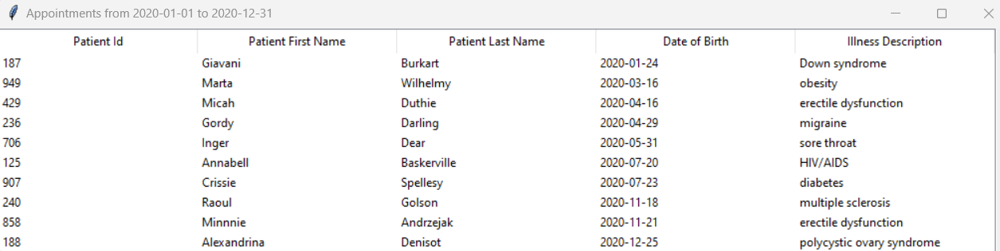 Appointments from 2020-01-01 to 2020-12-31
Patient Id Patient First Name Patient Last Name Date of Birth Illness Description
187 Giavani Burkart 2020-01-24 Down syndrome
949 Marta Wilhelmy 2020-03-16 obesity
429 Micah Duthie 2020-04-16 erectile dysfunction
236 Gordy Darling 2020-04-29 migraine
706 Inger Dear 2020-05-31 sore throat
125 Annabell Baskerville 2020-07-20 HIV/AIDS
907 Crissie Spellesy 2020-07-23 diabetes
240 Raoul Golson 2020-11-18 multiple sclerosis
858 Minnnie Andrzejak 2020-11-21 erectile dysfunction
188 Alexandrina Denisot 2020-12-25 polycystic ovary syndrome